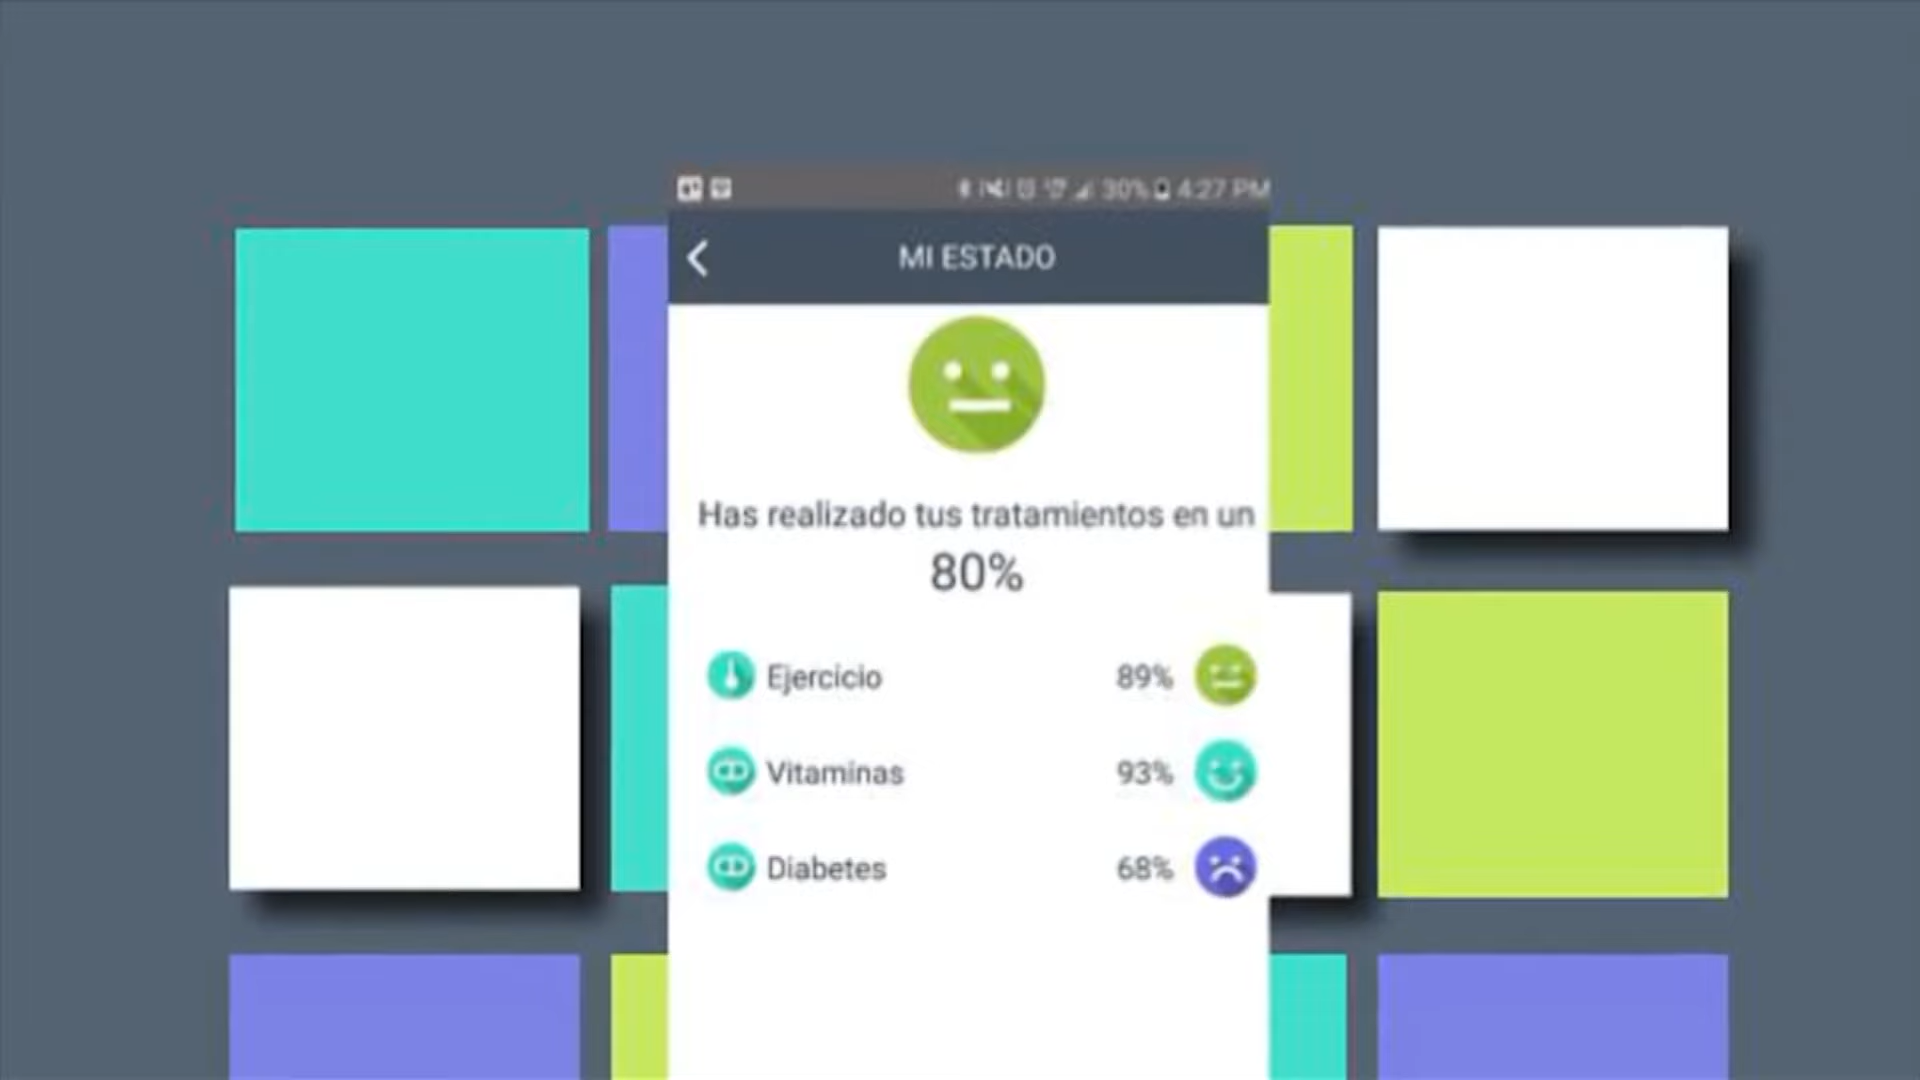 30% 4:27 PM
MI ESTADO
Has realizado tus tratamientos en un
80%
Ejercicio 89%
Vitaminas 93%
Diabetes 68%